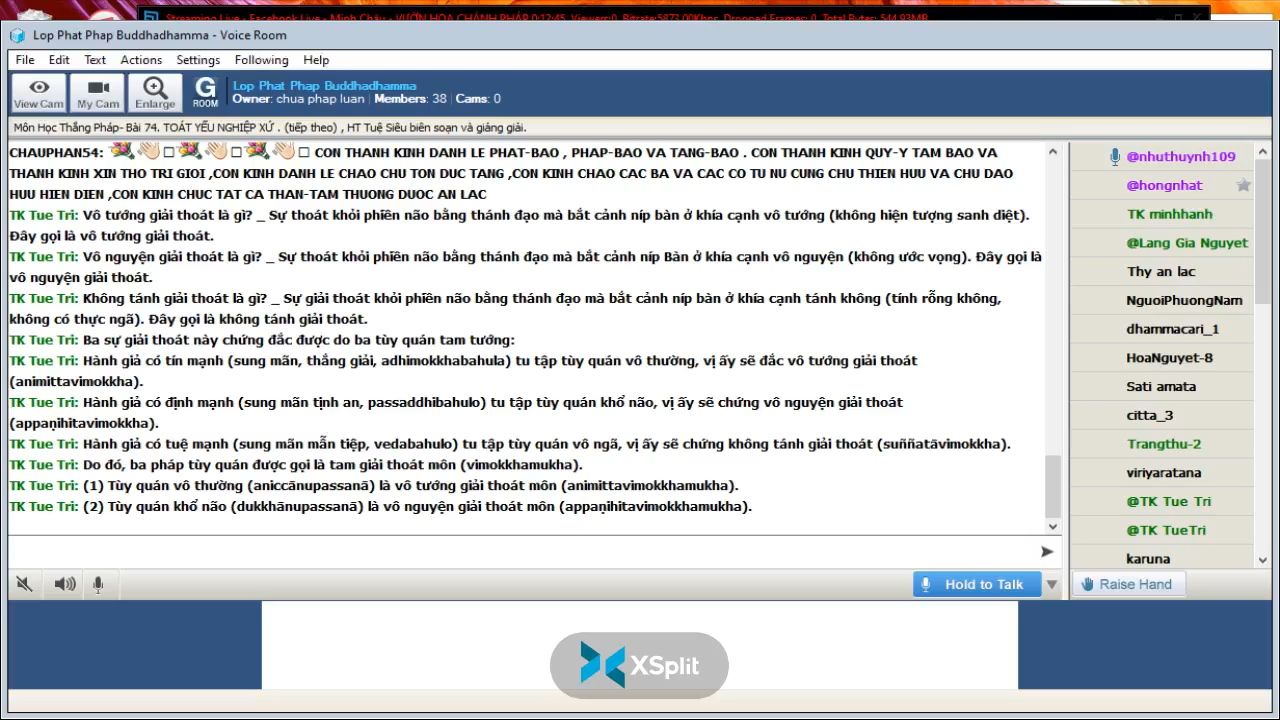 Streaming Live - Facebook Live - Minh Châu - VƯỜN HOA CHÁNH PHÁP 0:12:45, Viewers:0, Bitrate:5873.00Kbps, Dropped Frames: 0, Total Bytes: 544.93MB
Lop Phat Phap Buddhadhamma - Voice Room
File Edit Text Actions Settings Following Help
View Cam My Cam Enlarge G ROOM
Lop Phat Phap Buddhadhamma
Owner: chua phap luan | Members: 38 | Cams: 0
Môn Học Thắng Pháp- Bài 74. TOÁT YẾU NGHIỆP XỨ . (tiếp theo) , HT Tuệ Siêu biên soạn và giảng giải.
CHAUPHAN54: CON THANH KINH DANH LE PHAT-BAO , PHAP-BAO VA TANG-BAO . CON THANH KINH QUY-Y TAM BAO VA
THANH KINH XIN THO TRI GIOI ,CON KINH DANH LE CHAO CHU TON DUC TANG ,CON KINH CHAO CAC BA VA CAC CO TU NU CUNG CHU THIEN HUU VA CHU DAO
HUU HIEN DIEN ,CON KINH CHUC TAT CA THAN-TAM THUONG DUOC AN LAC
TK Tue Tri: Vô tướng giải thoát là gì? _ Sự thoát khỏi phiền não bằng thánh đạo mà bắt cảnh níp bàn ở khía cạnh vô tướng (không hiện tượng sanh diệt).
Đây gọi là vô tướng giải thoát.
TK Tue Tri: Vô nguyện giải thoát là gì? _ Sự thoát khỏi phiền não bằng thánh đạo mà bắt cảnh níp Bàn ở khía cạnh vô nguyện (không ước vọng). Đây gọi là
vô nguyện giải thoát.
TK Tue Tri: Không tánh giải thoát là gì? _ Sự giải thoát khỏi phiền não bằng thánh đạo mà bắt cảnh níp bàn ở khía cạnh tánh không (tính rỗng không,
không có thực ngã). Đây gọi là không tánh giải thoát.
TK Tue Tri: Ba sự giải thoát này chứng đắc được do ba tùy quán tam tướng:
TK Tue Tri: Hành giả có tín mạnh (sung mãn, thắng giải, adhimokkhabahula) tu tập tùy quán vô thường, vị ấy sẽ đắc vô tướng giải thoát
(animittavimokkha).
TK Tue Tri: Hành giả có định mạnh (sung mãn tịnh an, passaddhibahulo) tu tập tùy quán khổ não, vị ấy sẽ chứng vô nguyện giải thoát
(appaṇihitavimokkha).
TK Tue Tri: Hành giả có tuệ mạnh (sung mãn mẫn tiệp, vedabahulo) tu tập tùy quán vô ngã, vị ấy sẽ chứng không tánh giải thoát (suññatāvimokkha).
TK Tue Tri: Do đó, ba pháp tùy quán được gọi là tam giải thoát môn (vimokkhamukha).
TK Tue Tri: (1) Tùy quán vô thường (aniccānupassanā) là vô tướng giải thoát môn (animittavimokkhamukha).
TK Tue Tri: (2) Tùy quán khổ não (dukkhānupassanā) là vô nguyện giải thoát môn (appaṇihitavimokkhamukha).
@nhuthuynh109
@hongnhat
TK minhhanh
@Lang Gia Nguyet
Thy an lac
NguoiPhuongNam
dhammacari_1
HoaNguyet-8
Sati amata
citta_3
Trangthu-2
viriyaratana
@TK Tue Tri
@TK TueTri
karuna
Hold to Talk
Raise Hand
XSplit